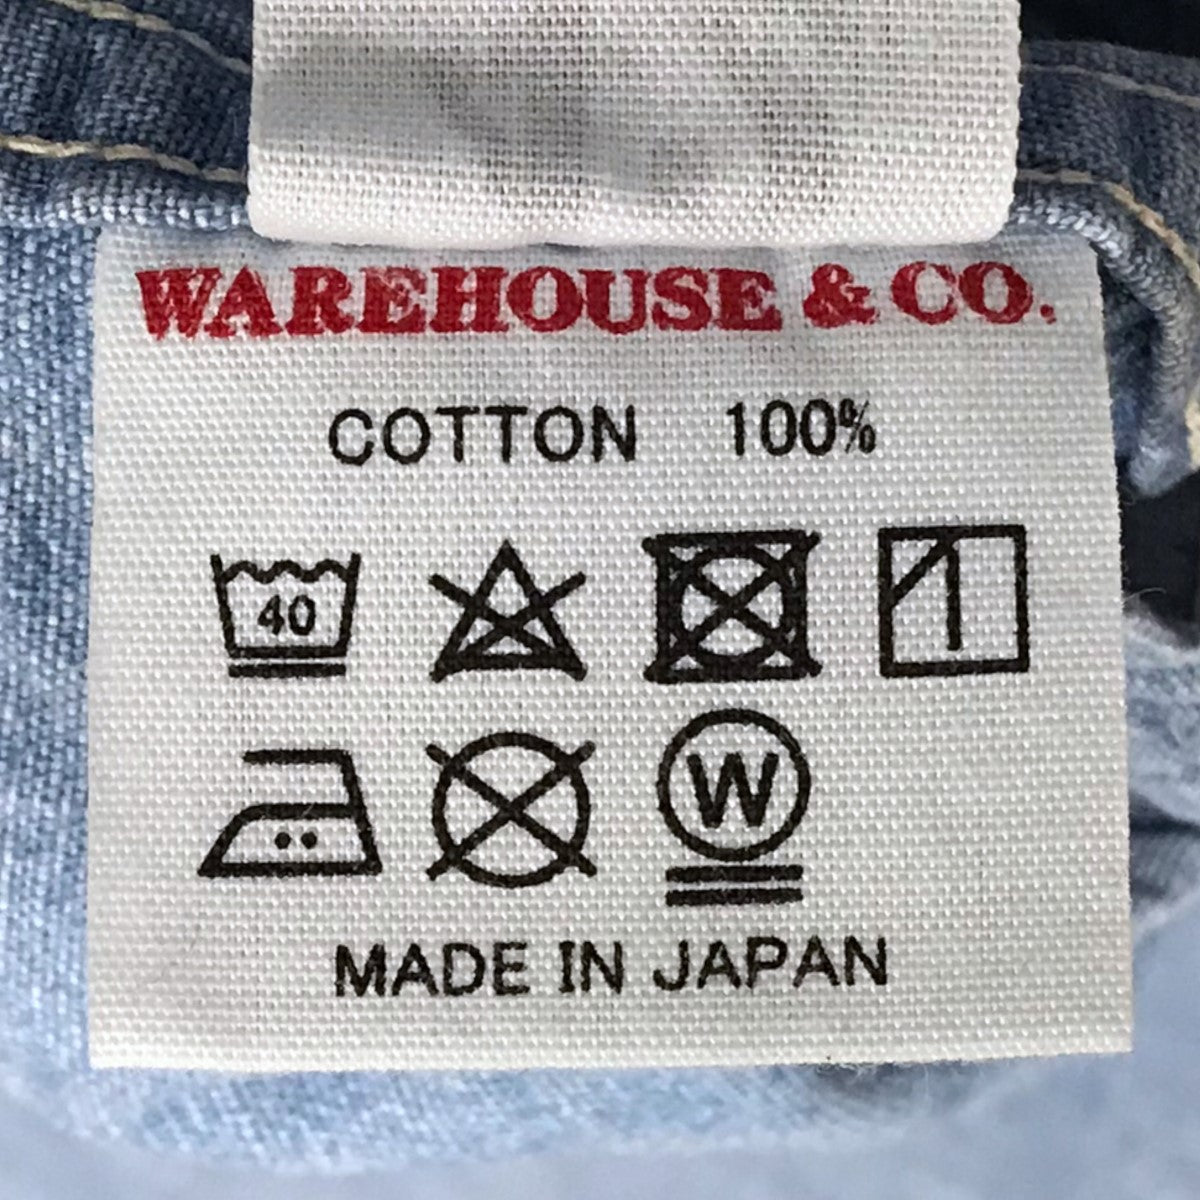 WAREHOUSE & CO.
COTTON 100%
40
W
MADE IN JAPAN